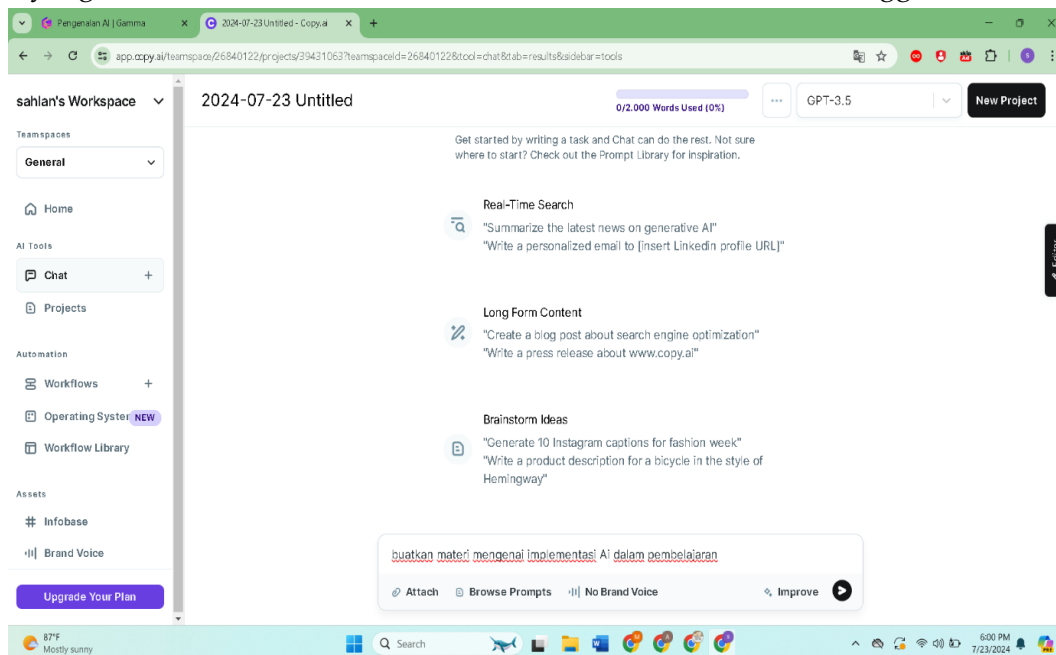 Pengenalan AI | Gamma
2024-07-23 Untitled - Copy.ai
app.copy.ai/teamspace/26840122/projects/39431063?teamspaceId=26840122&tool=chat&tab=results&sidebar=tools
sahlan's Workspace
2024-07-23 Untitled
0/2.000 Words Used (0%)
GPT-3.5
New Project
Teamspaces
General
Home
AI Tools
Chat
Projects
Automation
Workflows
Operating System NEW
Workflow Library
Assets
Infobase
Brand Voice
Upgrade Your Plan
Get started by writing a task and Chat can do the rest. Not sure
where to start? Check out the Prompt Library for inspiration.
Real-Time Search
"Summarize the latest news on generative AI"
"Write a personalized email to [insert Linkedin profile URL]"
Long Form Content
"Create a blog post about search engine optimization"
"Write a press release about www.copy.ai"
Brainstorm Ideas
"Generate 10 Instagram captions for fashion week"
"Write a product description for a bicycle in the style of
Hemingway"
Editor
buatkan materi mengenai implementasi Ai dalam pembelajaran
Attach Browse Prompts No Brand Voice Improve
87°F
Mostly sunny
Search
6:00 PM
7/23/2024